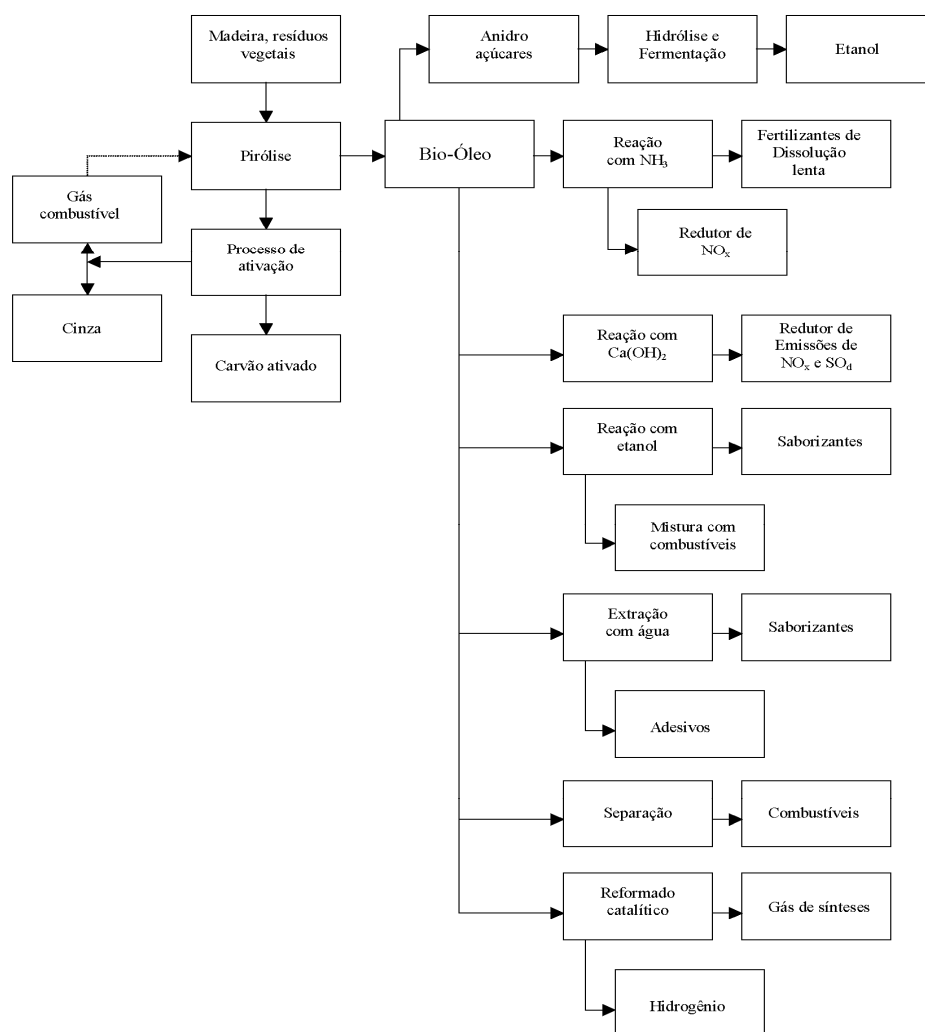 Madeira, resíduos
vegetais
Anidro
açúcares
Hidrólise e
Fermentação
Etanol
Pirólise
Bio-Óleo
Reação
com NH₃
Fertilizantes de
Dissolução
lenta
Gás
combustível
Redutor de
NOₓ
Processo de
ativação
Cinza
Carvão ativado
Reação com
Ca(OH)₂
Redutor de
Emissões de
NOₓ e SO_d
Reação com
etanol
Saborizantes
Mistura com
combustíveis
Extração
com água
Saborizantes
Adesivos
Separação
Combustíveis
Reformado
catalítico
Gás de sínteses
Hidrogênio